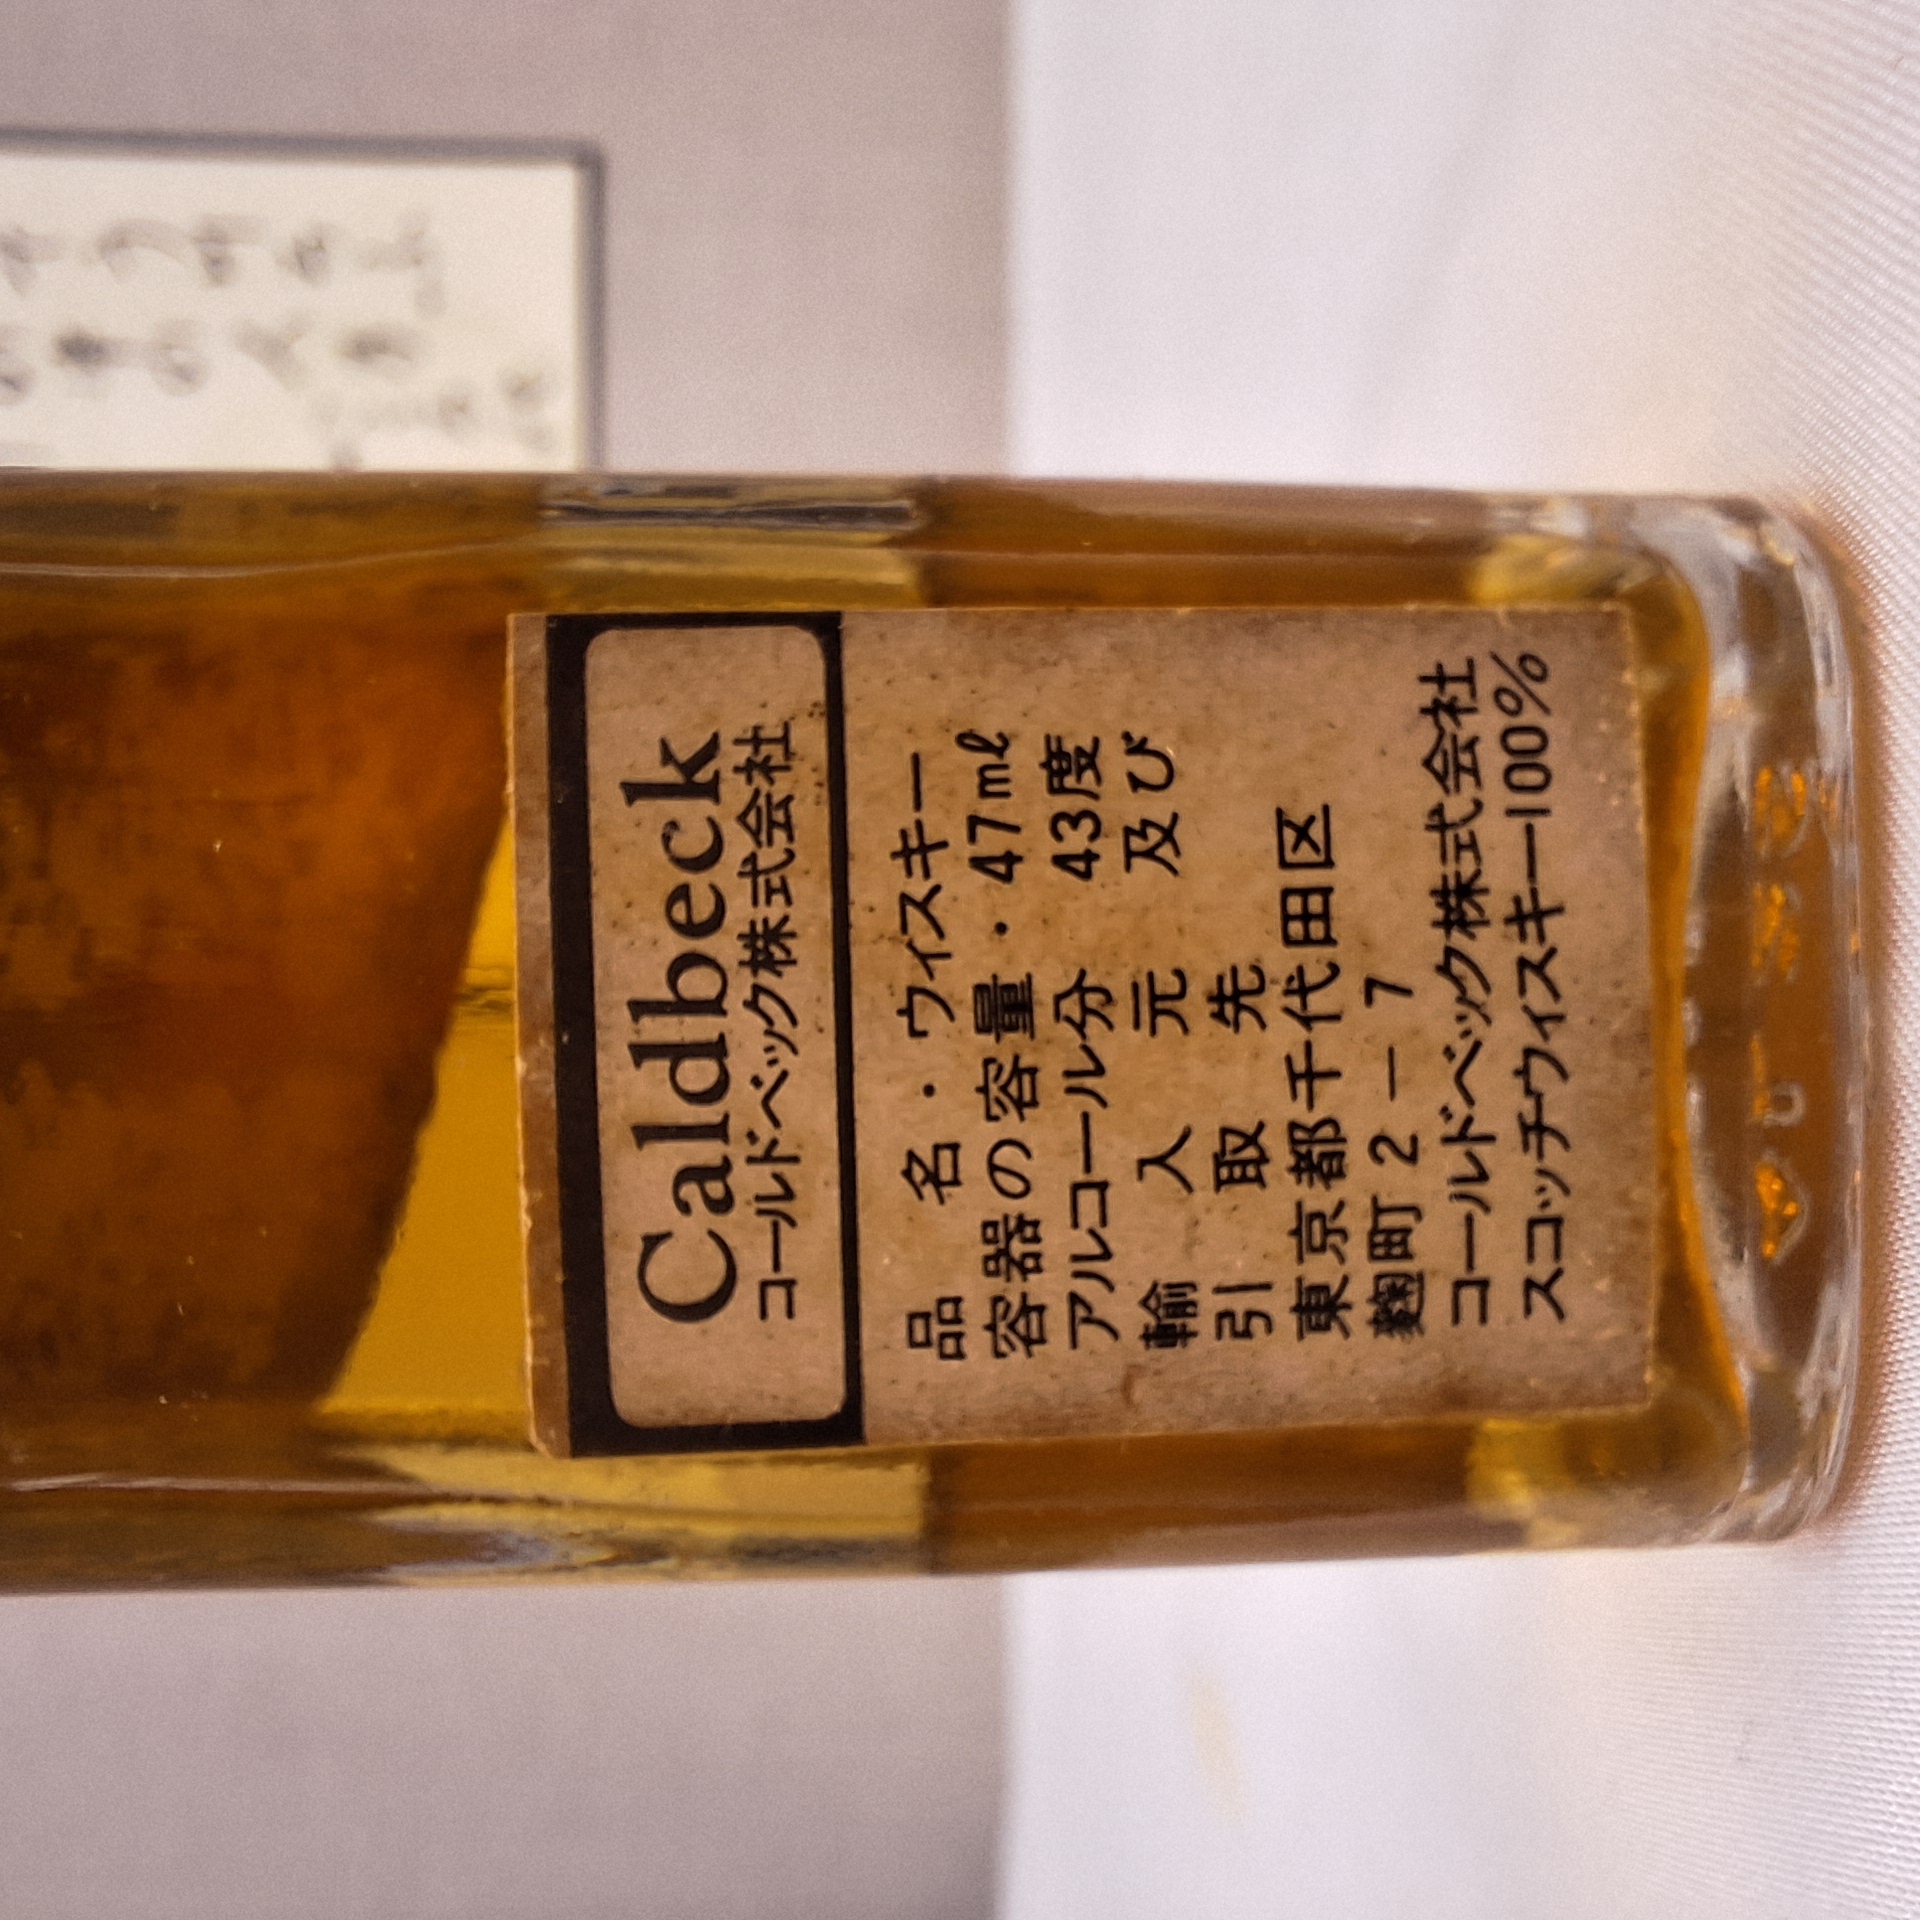 Caldbeck
コールドベック株式会社
品名・ウィスキー
容器の容量・47mℓ
アルコール分 43度
輸入元及び
引取先
東京都千代田区
麹町2－7
コールドベック株式会社
スコッチウィスキー100%